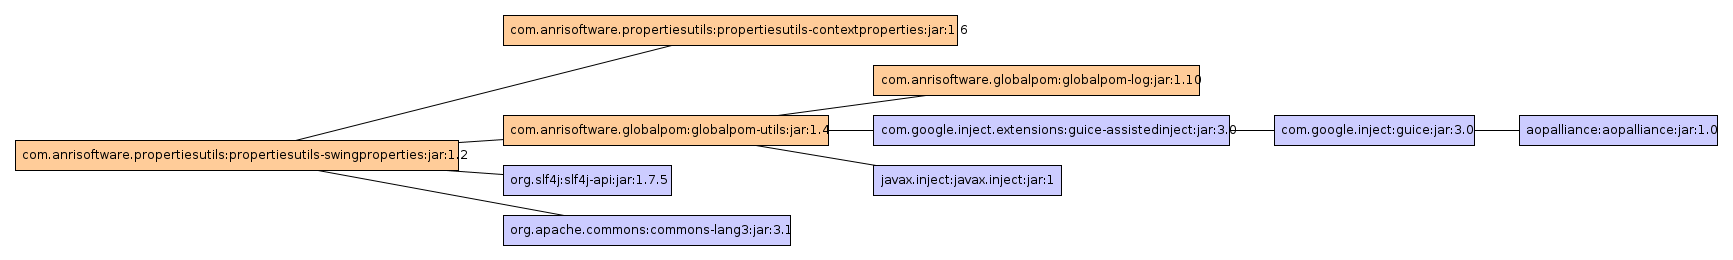 com.anrisoftware.propertiesutils:propertiesutils-contextproperties:jar:1.6
com.anrisoftware.globalpom:globalpom-log:jar:1.10
com.anrisoftware.globalpom:globalpom-utils:jar:1.4
com.google.inject.extensions:guice-assistedinject:jar:3.0
com.google.inject:guice:jar:3.0
aopalliance:aopalliance:jar:1.0
com.anrisoftware.propertiesutils:propertiesutils-swingproperties:jar:1.2
org.slf4j:slf4j-api:jar:1.7.5
javax.inject:javax.inject:jar:1
org.apache.commons:commons-lang3:jar:3.1